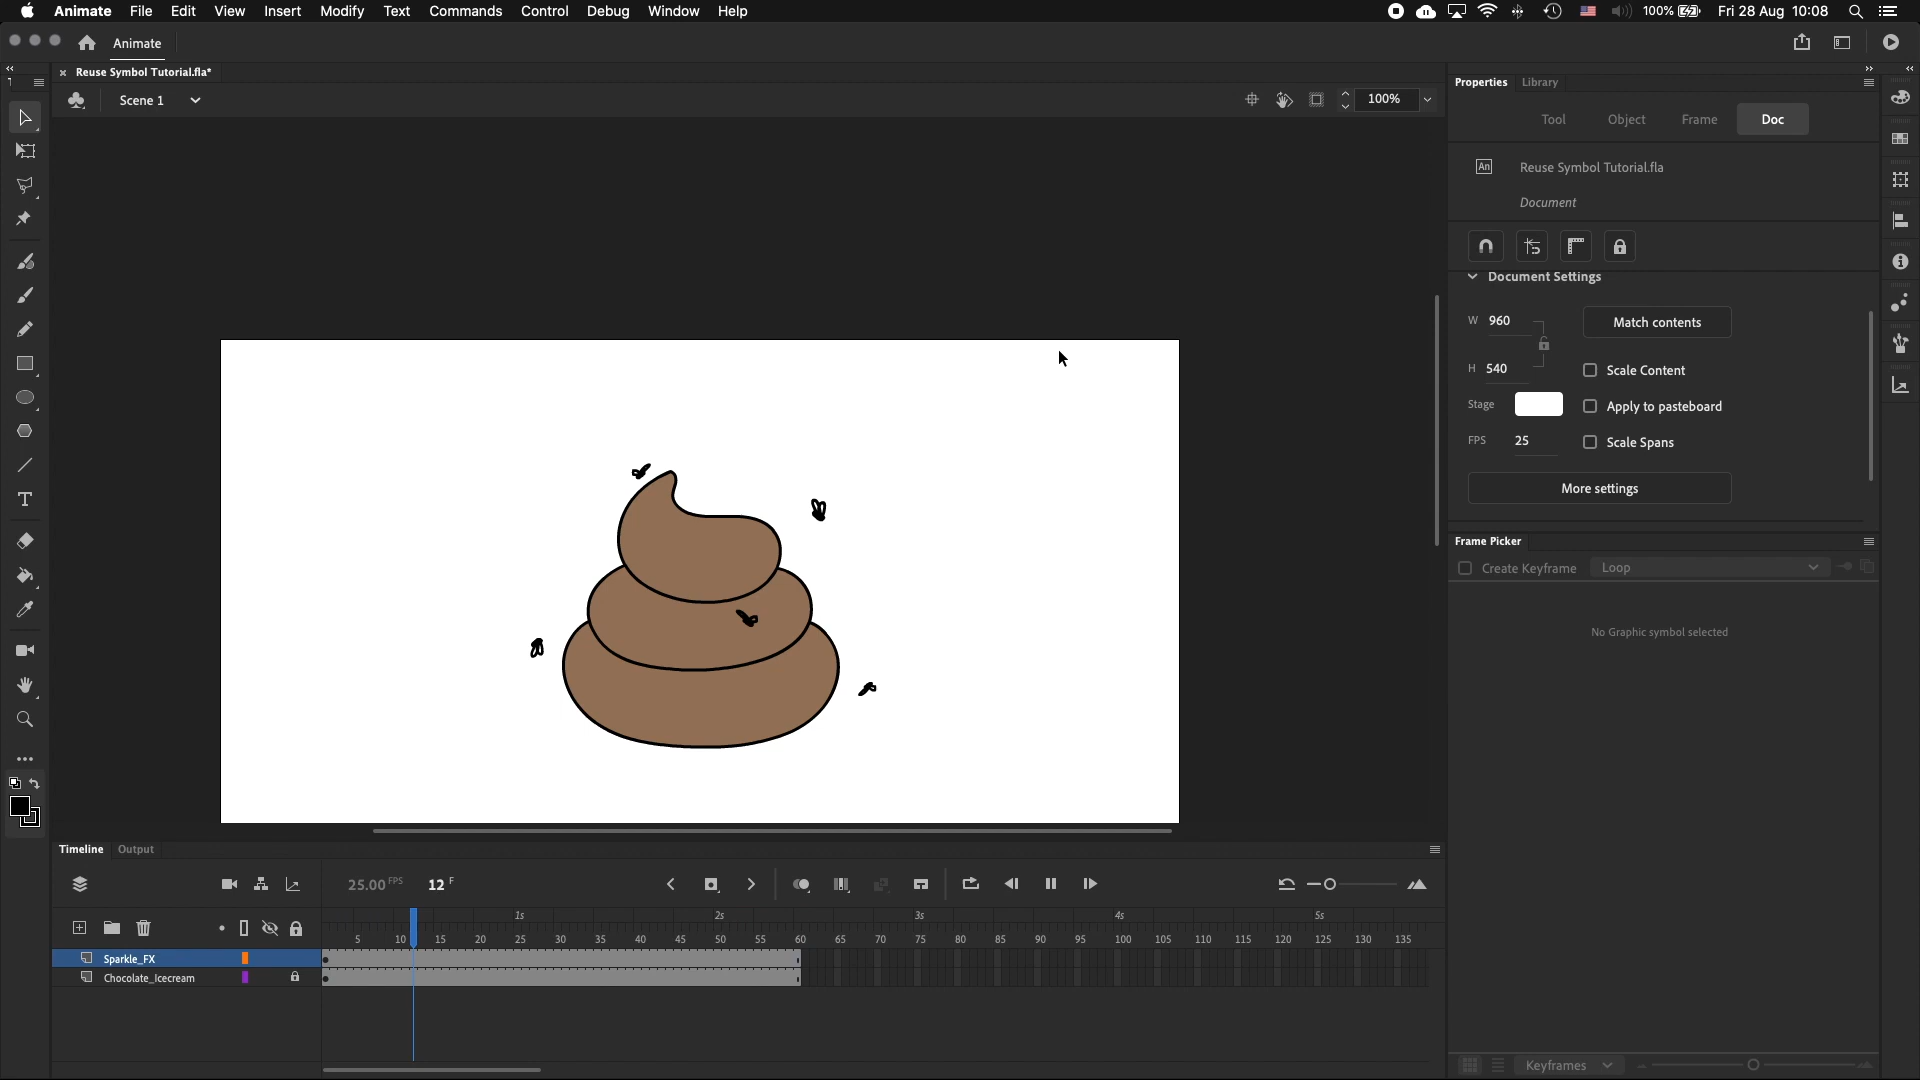 Animate File Edit View Insert Modify Text Commands Control Debug Window Help 100% Fri 28 Aug 10:08
Animate
Reuse Symbol Tutorial.fla*
Scene 1 100%
Properties Library
Tool Object Frame Doc
An Reuse Symbol Tutorial.fla
Document
Document Settings
W 960 Match contents
H 540 Scale Content
Stage Apply to pasteboard
FPS 25 Scale Spans
More settings
Frame Picker
Create Keyframe Loop
No Graphic symbol selected
Timeline Output
25.00 FPS 12 F
1s 2s 3s 4s 5s
5 10 15 20 25 30 35 40 45 50 55 60 65 70 75 80 85 90 95 100 105 110 115 120 125 130 135
Sparkle_FX
Chocolate_Icecream
Keyframes